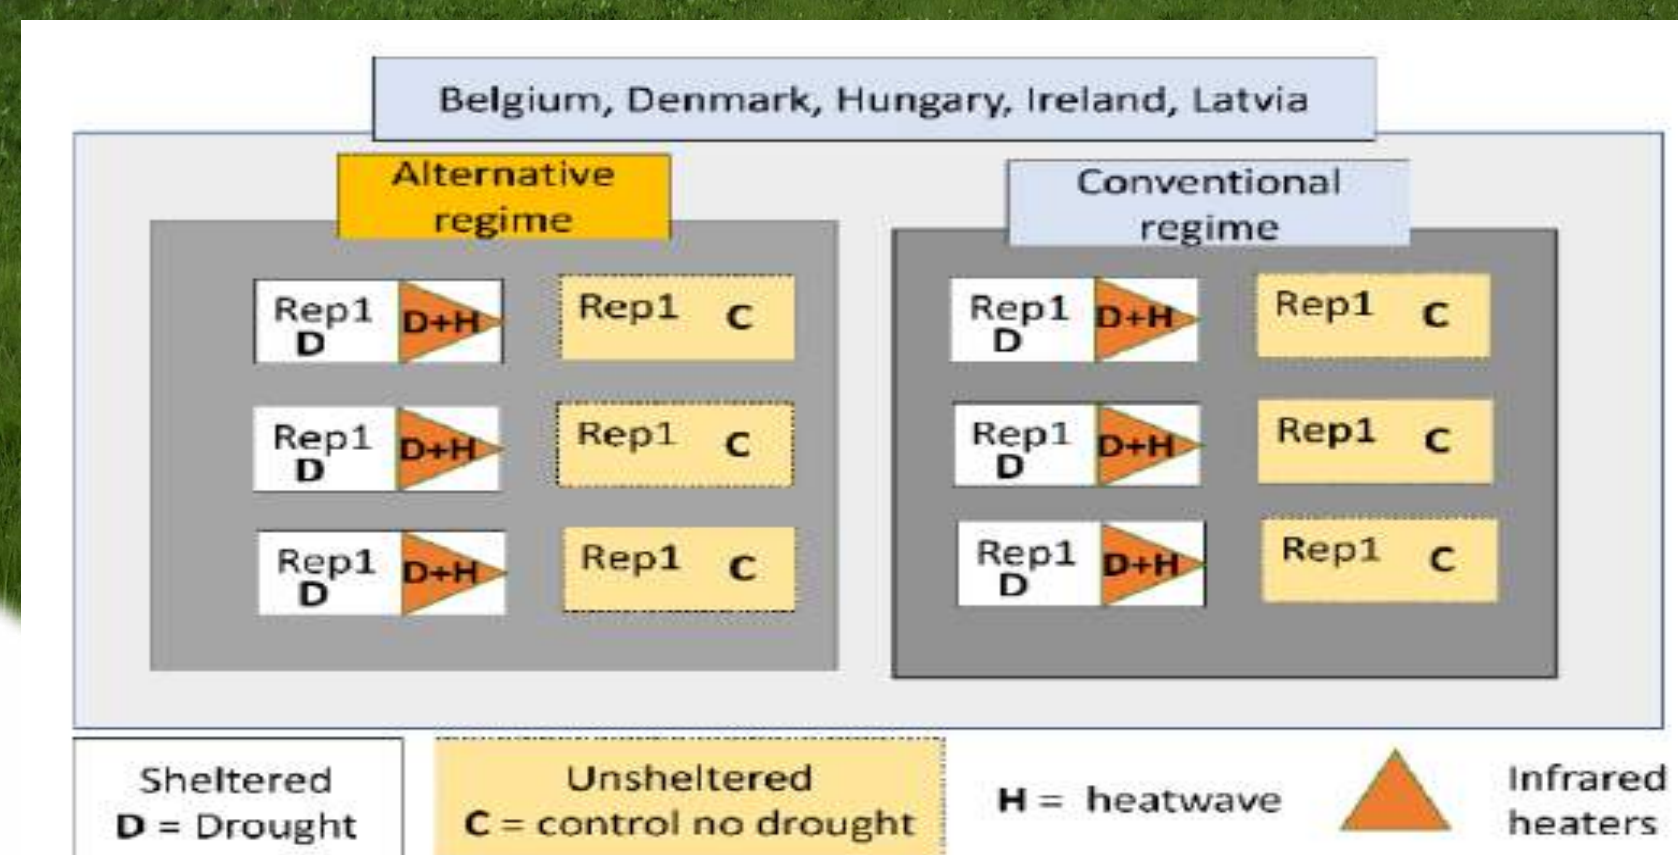 Belgium, Denmark, Hungary, Ireland, Latvia
Alternative
regime
Rep1
D
D+H
Rep1 C
Rep1
D
D+H
Rep1 C
Rep1
D
D+H
Rep1 C
Conventional
regime
Rep1
D
D+H
Rep1 C
Rep1
D
D+H
Rep1 C
Rep1
D
D+H
Rep1 C
Sheltered
D = Drought
Unsheltered
C = control no drought
H = heatwave
Infrared
heaters